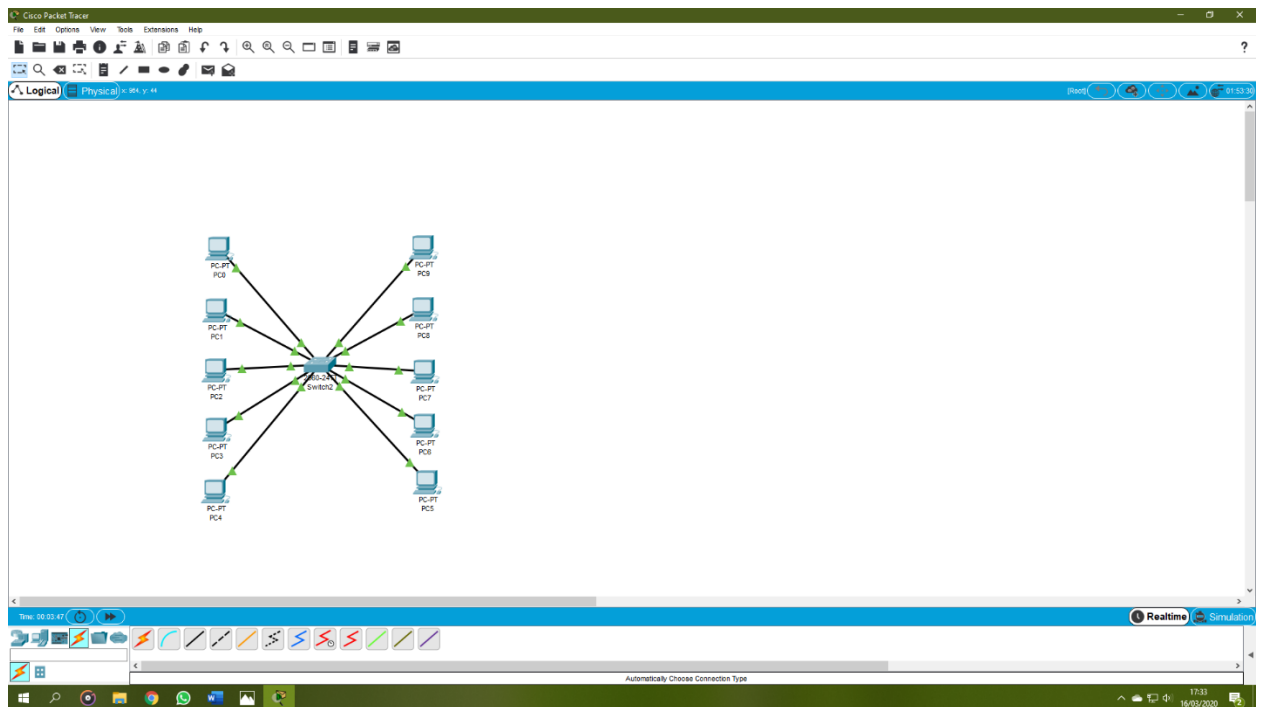 Cisco Packet Tracer
File Edit Options View Tools Extensions Help
?
Logical Physical x: 984, y: 44 [Root] 01:53:30
PC-PT
PC0
PC-PT
PC9
PC-PT
PC1
PC-PT
PC8
PC-PT
PC2
Switch2
PC-PT
PC7
PC-PT
PC3
PC-PT
PC6
PC-PT
PC4
PC-PT
PC5
Time: 00:03:47 Realtime Simulation
Automatically Choose Connection Type
17:33
16/03/2020
2